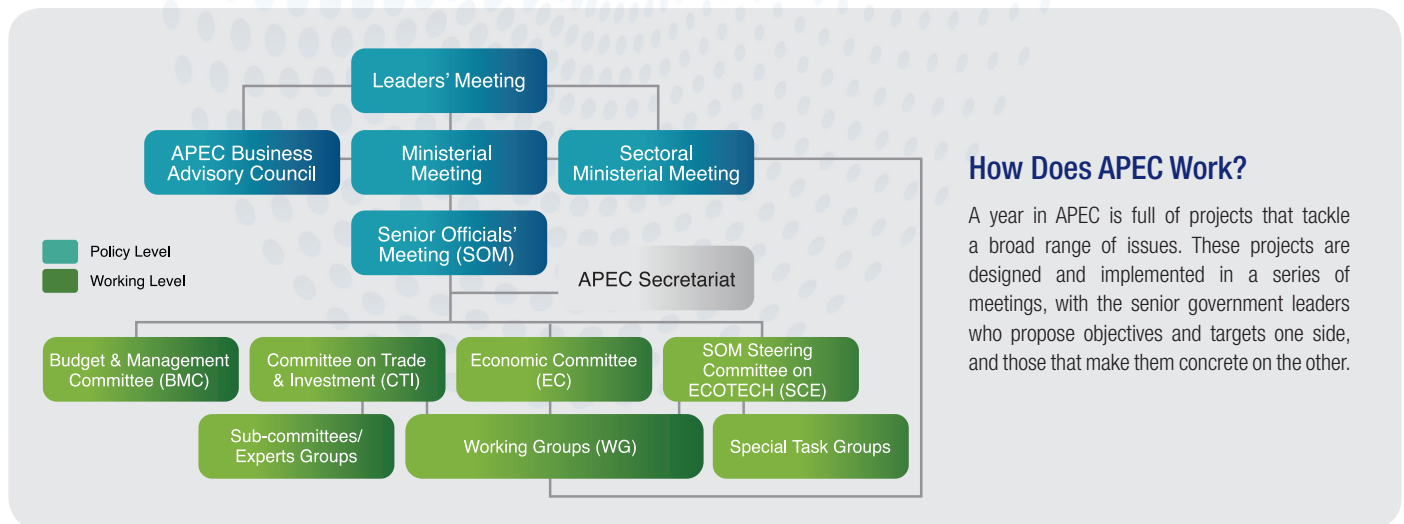 Leaders' Meeting
APEC Business
Advisory Council
Ministerial
Meeting
Sectoral
Ministerial Meeting
Senior Officials'
Meeting (SOM)
Policy Level
Working Level
APEC Secretariat
Budget & Management
Committee (BMC)
Committee on Trade
& Investment (CTI)
Economic Committee
(EC)
SOM Steering
Committee on
ECOTECH (SCE)
Sub-committees/
Experts Groups
Working Groups (WG)
Special Task Groups
How Does APEC Work?
A year in APEC is full of projects that tackle
a broad range of issues. These projects are
designed and implemented in a series of
meetings, with the senior government leaders
who propose objectives and targets one side,
and those that make them concrete on the other.